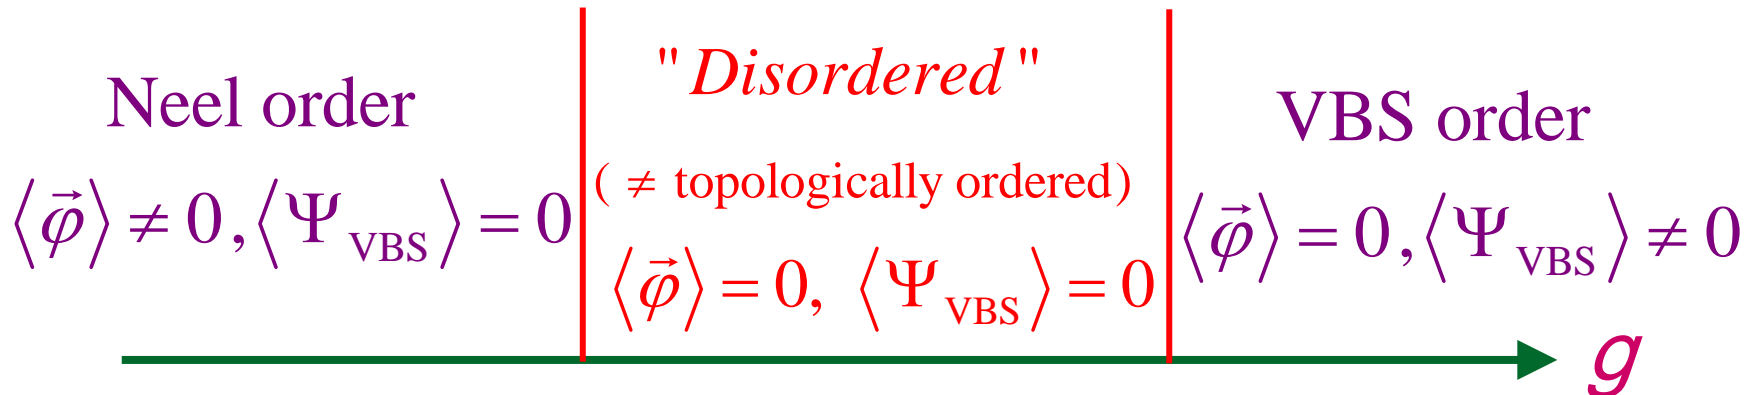 Neel order
⟨φ⃗⟩ ≠ 0, ⟨Ψ_VBS⟩ = 0
"Disordered"
( ≠ topologically ordered)
⟨φ⃗⟩ = 0, ⟨Ψ_VBS⟩ = 0
VBS order
⟨φ⃗⟩ = 0, ⟨Ψ_VBS⟩ ≠ 0
g